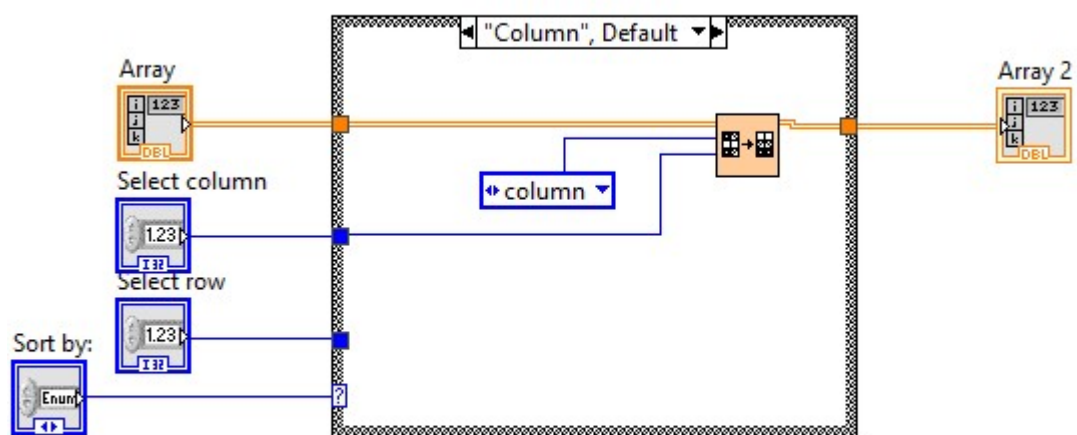 "Column", Default
Array
Array 2
123
i
j
k
DBL
123
i
j
k
DBL
Select column
column
1.23
I32
Select row
1.23
I32
Sort by:
Enum
?